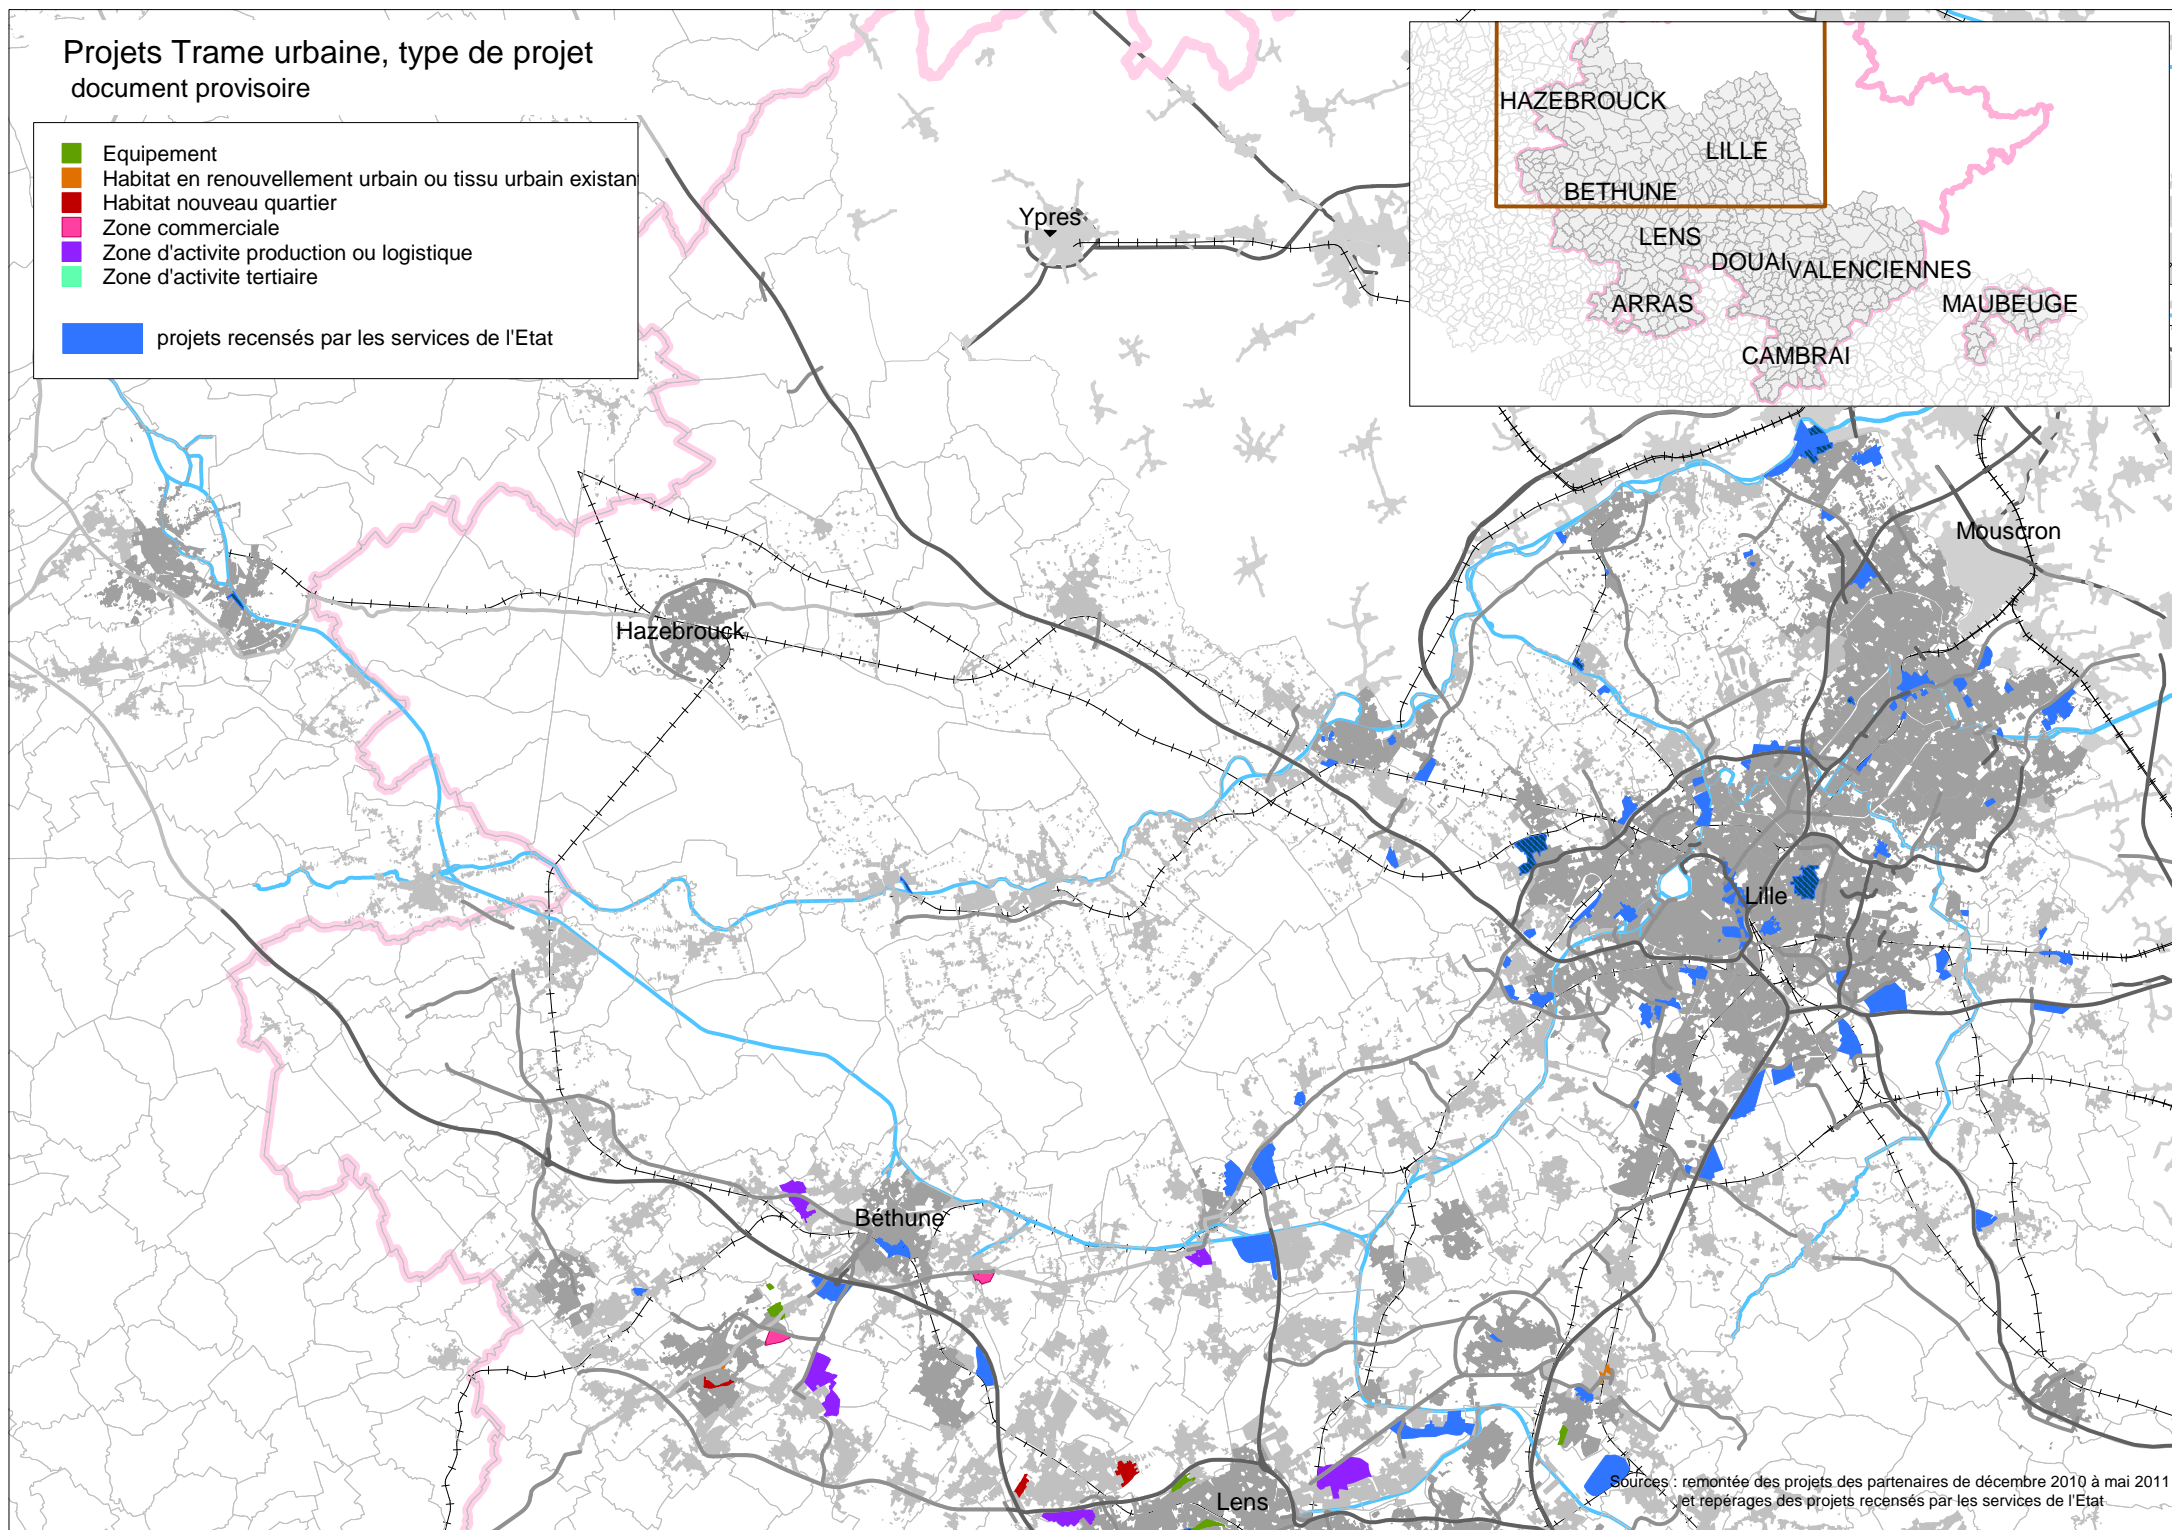 Projets Trame urbaine, type de projet
document provisoire
Equipement
Habitat en renouvellement urbain ou tissu urbain existan
Habitat nouveau quartier
Zone commerciale
Zone d'activite production ou logistique
Zone d'activite tertiaire
projets recensés par les services de l'Etat
HAZEBROUCK
LILLE
BETHUNE
LENS
DOUAI
VALENCIENNES
ARRAS
MAUBEUGE
CAMBRAI
Ypres
Mouscron
Hazebrouck
Lille
Béthune
Lens
Sources : remontée des projets des partenaires de décembre 2010 à mai 2011
et repérages des projets recensés par les services de l'Etat